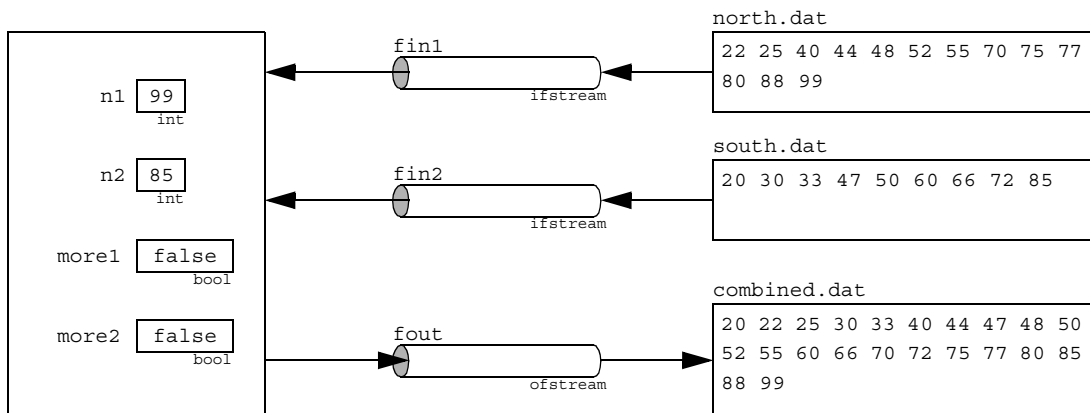 north.dat
fin1
22 25 40 44 48 52 55 70 75 77
80 88 99
ifstream
n1 99
int
south.dat
fin2
20 30 33 47 50 60 66 72 85
ifstream
n2 85
int
more1 false
bool
combined.dat
fout
20 22 25 30 33 40 44 47 48 50
52 55 60 66 70 72 75 77 80 85
88 99
ofstream
more2 false
bool